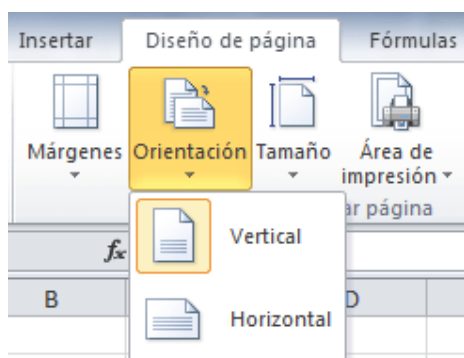 Insertar Diseño de página Fórmulas
Márgenes Orientación Tamaño Área de
impresión
ar página
Vertical
fx
B D
Horizontal